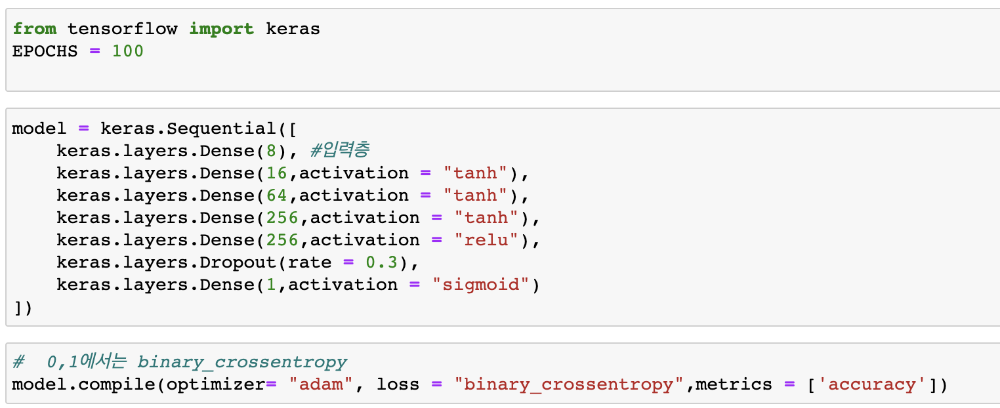 from tensorflow import keras
EPOCHS = 100
model = keras.Sequential([
    keras.layers.Dense(8), #입력층
    keras.layers.Dense(16,activation = "tanh"),
    keras.layers.Dense(64,activation = "tanh"),
    keras.layers.Dense(256,activation = "tanh"),
    keras.layers.Dense(256,activation = "relu"),
    keras.layers.Dropout(rate = 0.3),
    keras.layers.Dense(1,activation = "sigmoid")
])
#  0,1에서는 binary_crossentropy
model.compile(optimizer= "adam", loss = "binary_crossentropy",metrics = ['accuracy'])